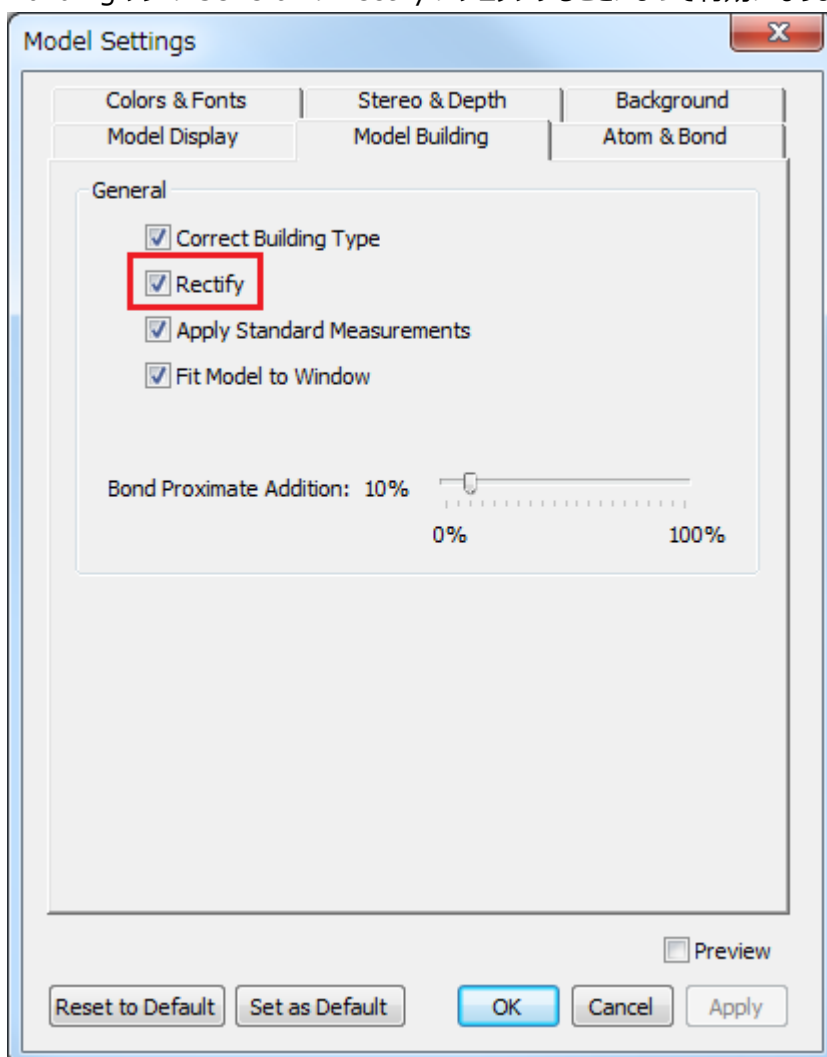 Model Settings
Colors & Fonts
Stereo & Depth
Background
Model Display
Model Building
Atom & Bond
General
Correct Building Type
Rectify
Apply Standard Measurements
Fit Model to Window
Bond Proximate Addition: 10%
0% 100%
Preview
Reset to Default Set as Default OK Cancel Apply